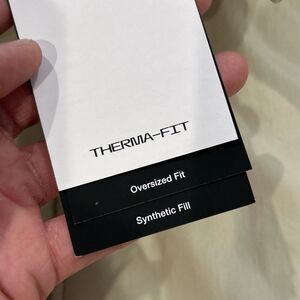 THERMA-FIT
Oversized Fit
Synthetic Fill